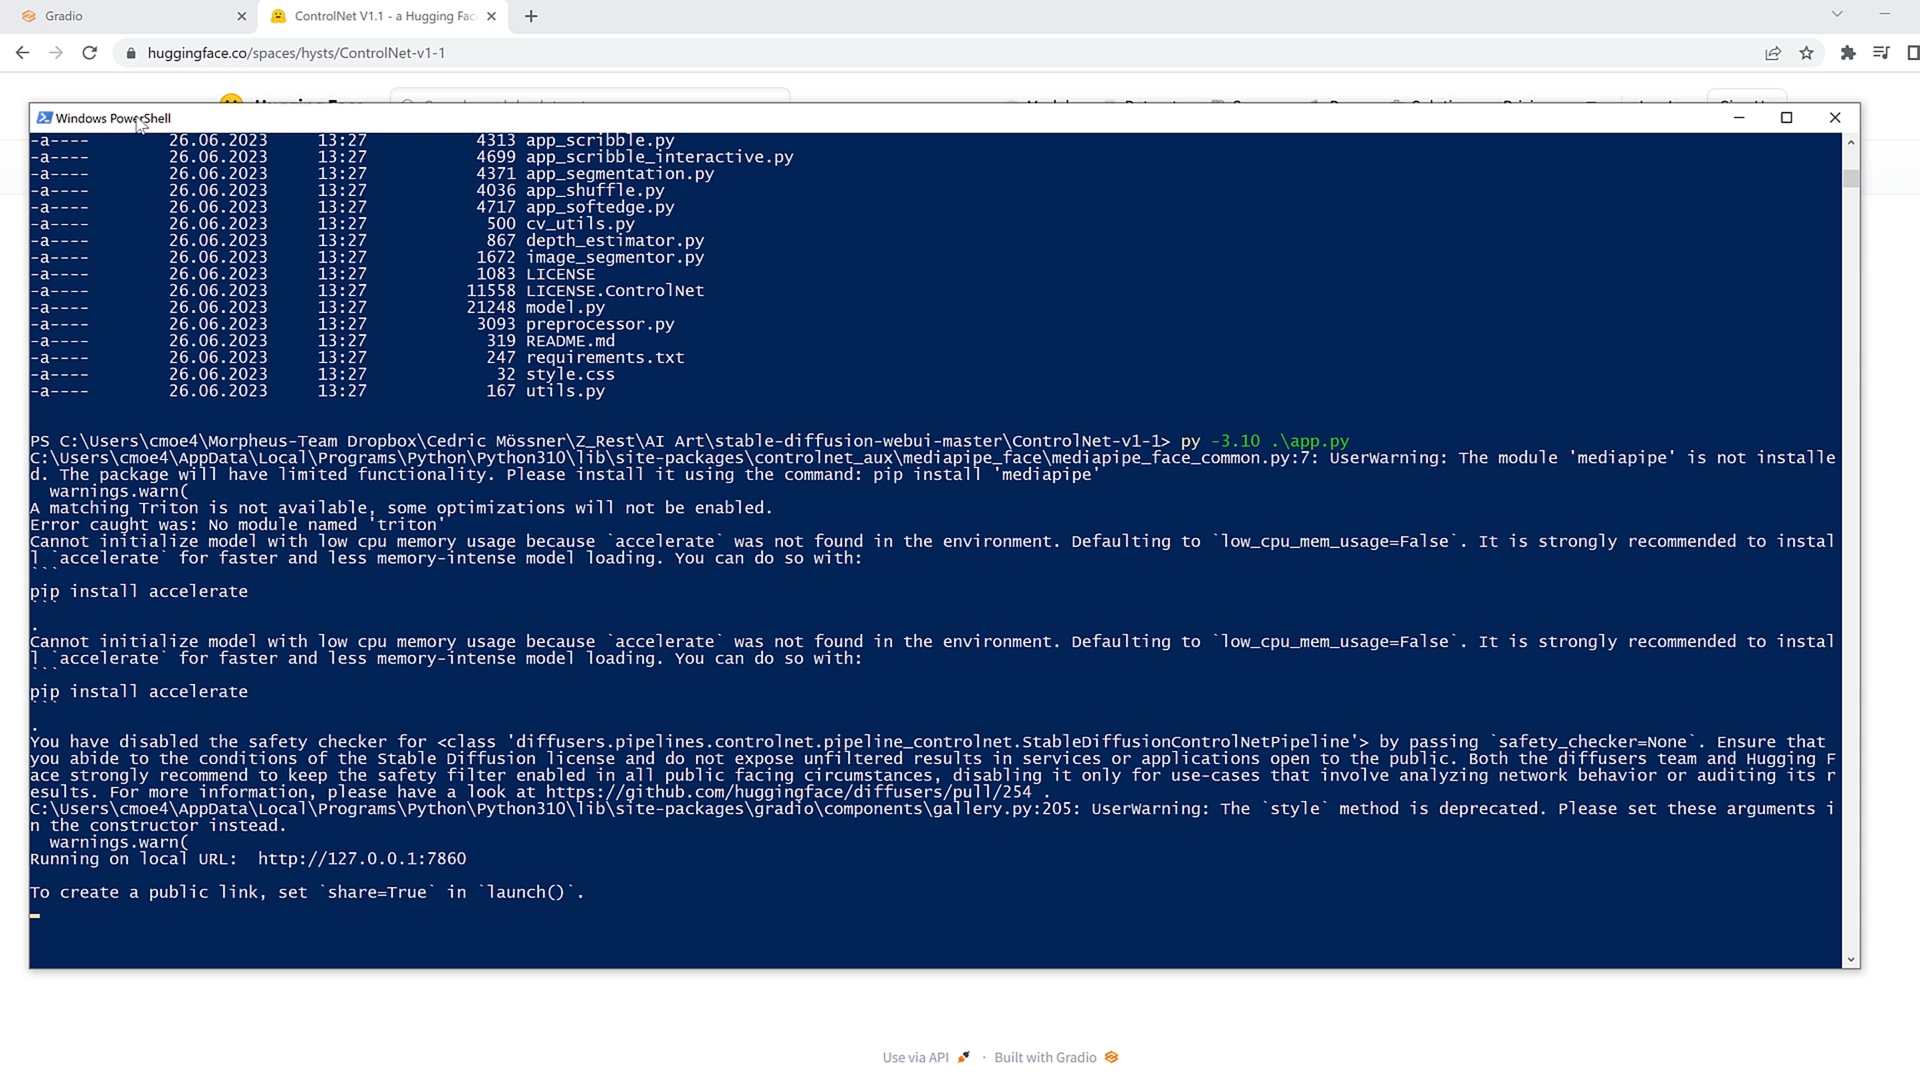 Gradio
ControlNet V1.1 - a Hugging Fac
huggingface.co/spaces/hysts/ControlNet-v1-1
Windows PowerShell
-a---- 26.06.2023 13:27 4313 app_scribble.py
-a---- 26.06.2023 13:27 4699 app_scribble_interactive.py
-a---- 26.06.2023 13:27 4371 app_segmentation.py
-a---- 26.06.2023 13:27 4036 app_shuffle.py
-a---- 26.06.2023 13:27 4717 app_softedge.py
-a---- 26.06.2023 13:27 500 cv_utils.py
-a---- 26.06.2023 13:27 867 depth_estimator.py
-a---- 26.06.2023 13:27 1672 image_segmentor.py
-a---- 26.06.2023 13:27 1083 LICENSE
-a---- 26.06.2023 13:27 11558 LICENSE.ControlNet
-a---- 26.06.2023 13:27 21248 model.py
-a---- 26.06.2023 13:27 3093 preprocessor.py
-a---- 26.06.2023 13:27 319 README.md
-a---- 26.06.2023 13:27 247 requirements.txt
-a---- 26.06.2023 13:27 32 style.css
-a---- 26.06.2023 13:27 167 utils.py
PS C:\Users\cmoe4\Morpheus-Team Dropbox\Cedric Mössner\Z_Rest\AI Art\stable-diffusion-webui-master\ControlNet-v1-1> py -3.10 .\app.py
C:\Users\cmoe4\AppData\Local\Programs\Python\Python310\lib\site-packages\controlnet_aux\mediapipe_face\mediapipe_face_common.py:7: UserWarning: The module 'mediapipe' is not installe
d. The package will have limited functionality. Please install it using the command: pip install 'mediapipe'
warnings.warn(
A matching Triton is not available, some optimizations will not be enabled.
Error caught was: No module named 'triton'
Cannot initialize model with low cpu memory usage because `accelerate` was not found in the environment. Defaulting to `low_cpu_mem_usage=False`. It is strongly recommended to instal
l `accelerate` for faster and less memory-intense model loading. You can do so with:
```
pip install accelerate
```
.
Cannot initialize model with low cpu memory usage because `accelerate` was not found in the environment. Defaulting to `low_cpu_mem_usage=False`. It is strongly recommended to instal
l `accelerate` for faster and less memory-intense model loading. You can do so with:
```
pip install accelerate
```
.
You have disabled the safety checker for <class 'diffusers.pipelines.controlnet.pipeline_controlnet.StableDiffusionControlNetPipeline'> by passing `safety_checker=None`. Ensure that
you abide to the conditions of the Stable Diffusion license and do not expose unfiltered results in services or applications open to the public. Both the diffusers team and Hugging F
ace strongly recommend to keep the safety filter enabled in all public facing circumstances, disabling it only for use-cases that involve analyzing network behavior or auditing its r
esults. For more information, please have a look at https://github.com/huggingface/diffusers/pull/254 .
C:\Users\cmoe4\AppData\Local\Programs\Python\Python310\lib\site-packages\gradio\components\gallery.py:205: UserWarning: The `style` method is deprecated. Please set these arguments i
n the constructor instead.
warnings.warn(
Running on local URL: http://127.0.0.1:7860
To create a public link, set `share=True` in `launch()`.
Use via API · Built with Gradio